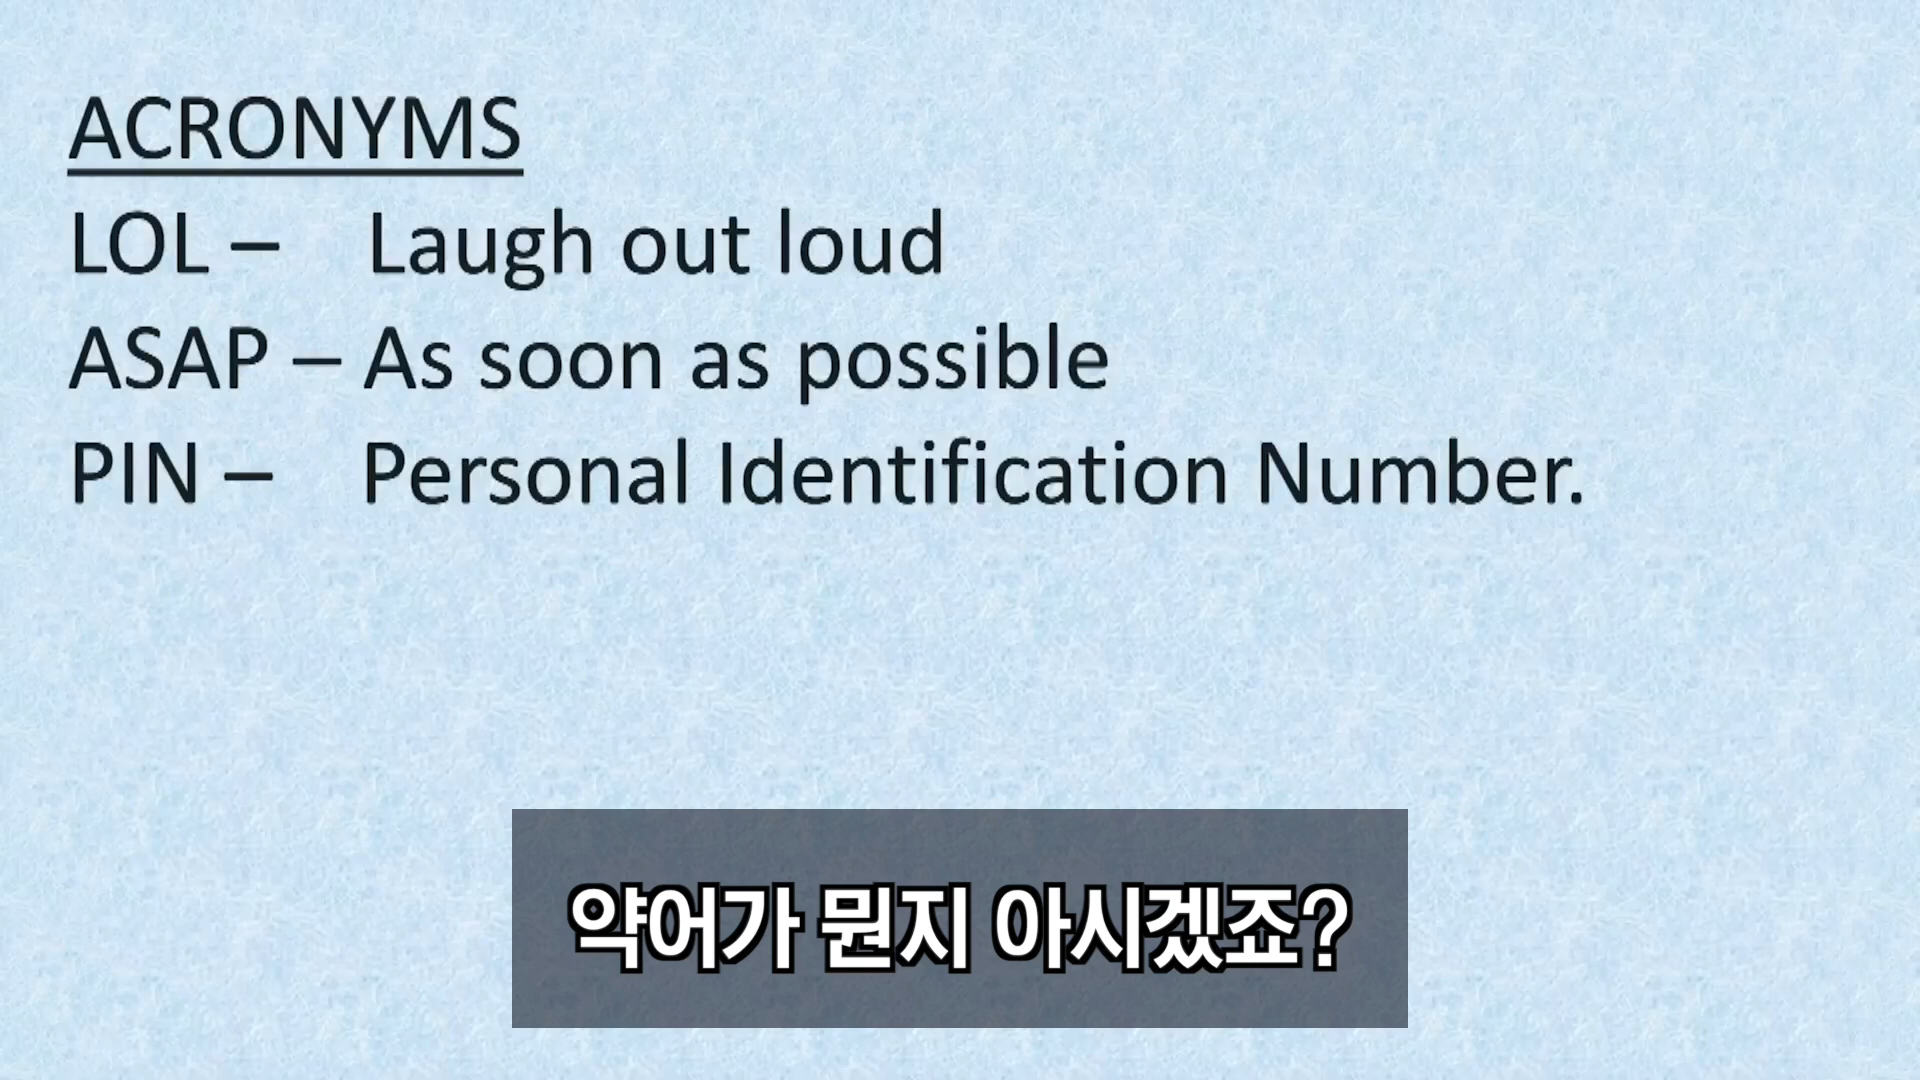 ACRONYMS
LOL – Laugh out loud
ASAP – As soon as possible
PIN – Personal Identification Number.
약어가 뭔지 아시겠죠?